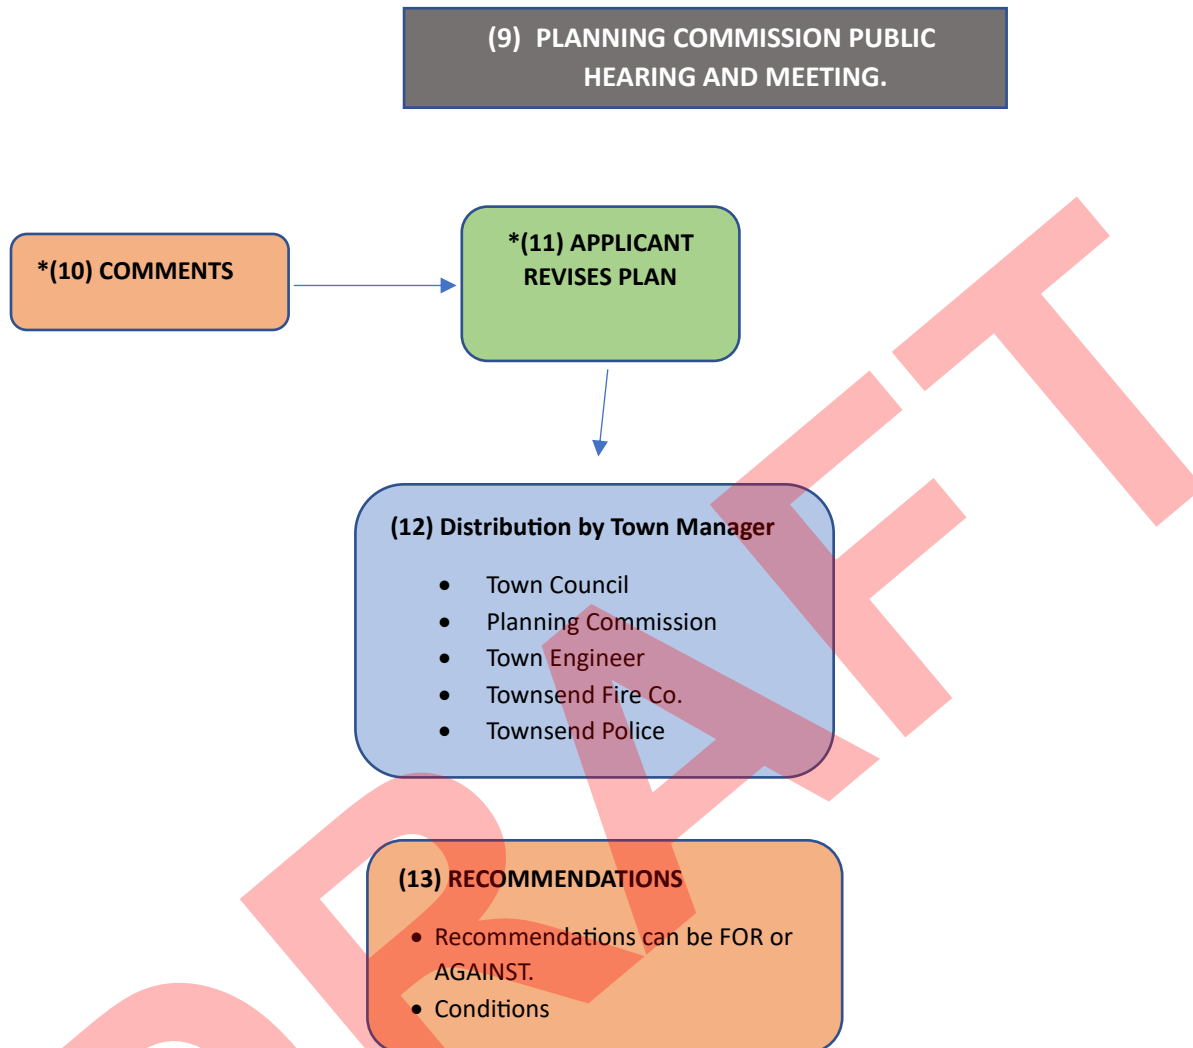 (9) PLANNING COMMISSION PUBLIC
HEARING AND MEETING.
*(10) COMMENTS
*(11) APPLICANT
REVISES PLAN
(12) Distribution by Town Manager
• Town Council
• Planning Commission
• Town Engineer
• Townsend Fire Co.
• Townsend Police
(13) RECOMMENDATIONS
• Recommendations can be FOR or
AGAINST.
• Conditions
DRAFT